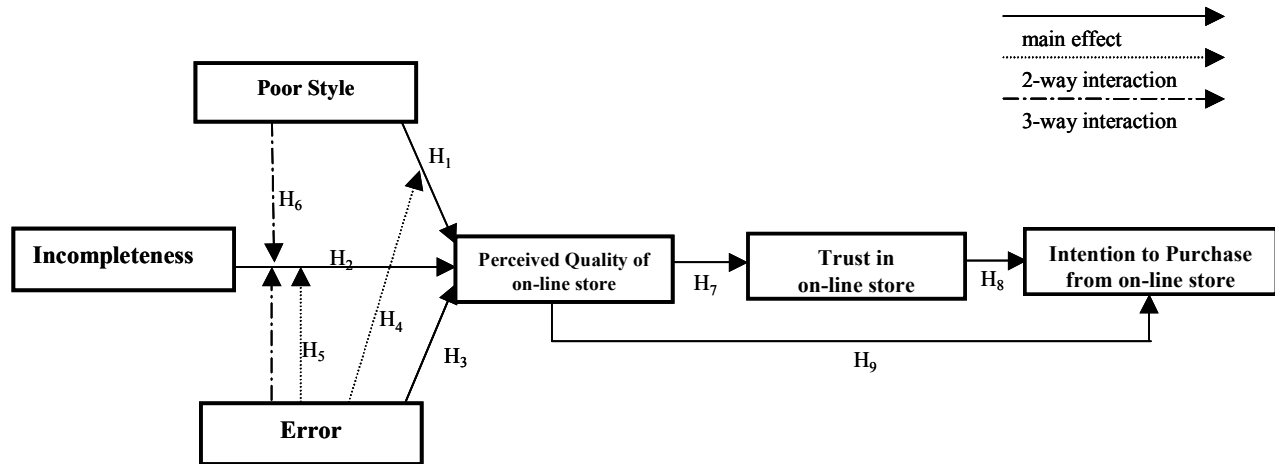 main effect
2-way interaction
3-way interaction
Poor Style
H1
H6
Incompleteness
H2
Perceived Quality of
on-line store
H7
Trust in
on-line store
H8
Intention to Purchase
from on-line store
H4
H5
H3
H9
Error